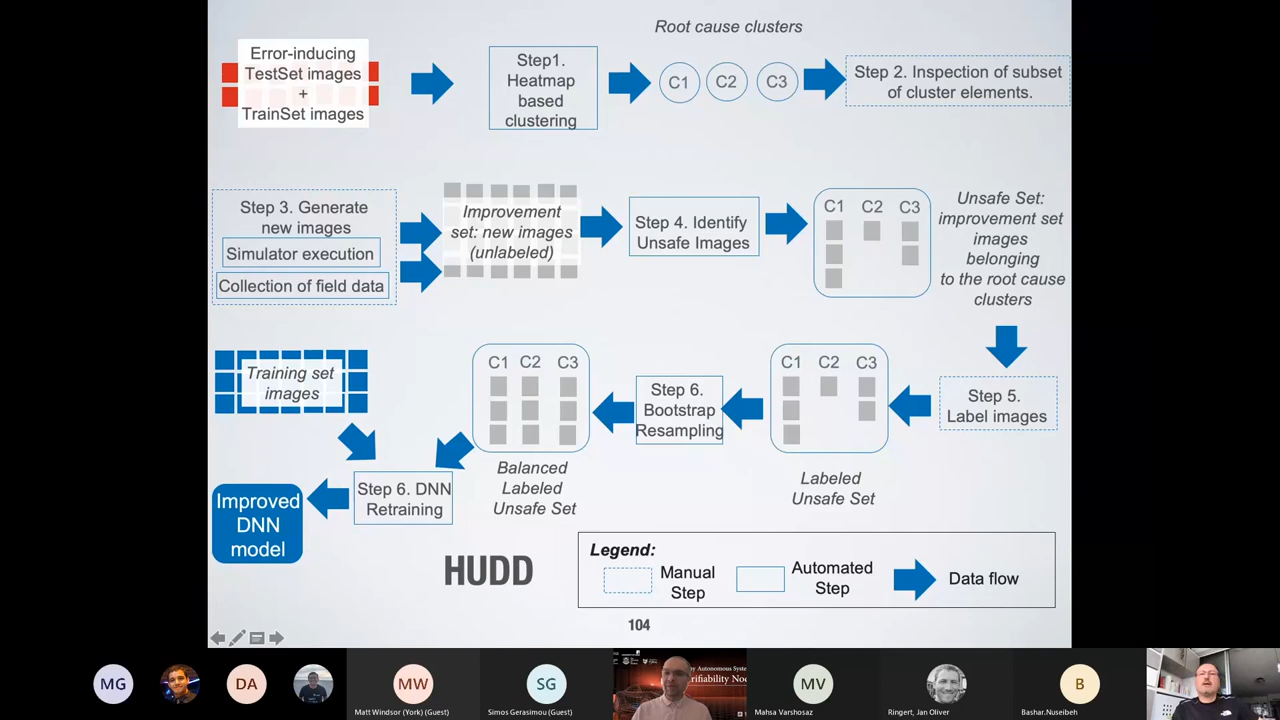 Root cause clusters
Error-inducing
TestSet images
+
TrainSet images
Step1.
Heatmap
based
clustering
C1 C2 C3
Step 2. Inspection of subset
of cluster elements.
Step 3. Generate
new images
Simulator execution
Collection of field data
Improvement
set: new images
(unlabeled)
Step 4. Identify
Unsafe Images
C1 C2 C3
Unsafe Set:
improvement set
images
belonging
to the root cause
clusters
Training set
images
C1 C2 C3
Step 6.
Bootstrap
Resampling
C1 C2 C3
Step 5.
Label images
Balanced
Labeled
Unsafe Set
Labeled
Unsafe Set
Step 6. DNN
Retraining
Improved
DNN
model
HUDD
Legend:
Manual
Step
Automated
Step
Data flow
104
MG
DA
MW
Matt Windsor (York) (Guest)
SG
Simos Gerasimou (Guest)
y Autonomous Syste
rifiability Nod
MV
Mahsa Varshosaz
Ringert, Jan Oliver
B
Bashar.Nuseibeh